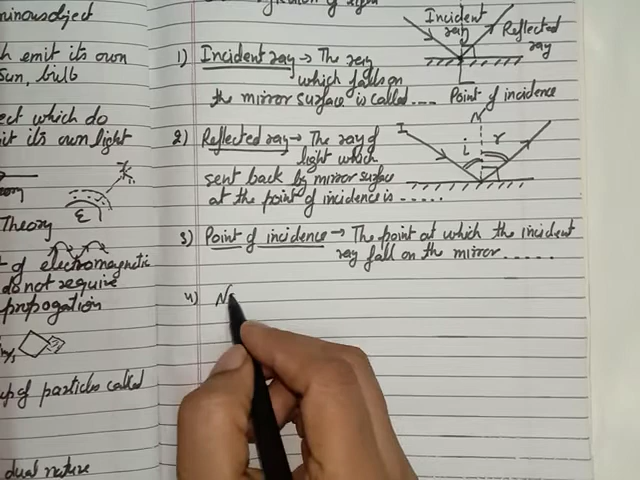 minous object
h emit its own
sun, bulb
ect which do
it its own light
Theory
E
t of electromagnetic
do not require
propogation
up of particles called
dual nature
of
Incident
ray
Reflected
ray
Point of incidence
1) Incident ray → The ray
which falls on
the mirror surface is called ....
2) Reflected ray → The ray of
light which
sent back by mirror surface
at the point of incidence is ......
I
N
i
r
3) Point of incidence → The point at which the incident
ray fall on the mirror ......
4) No